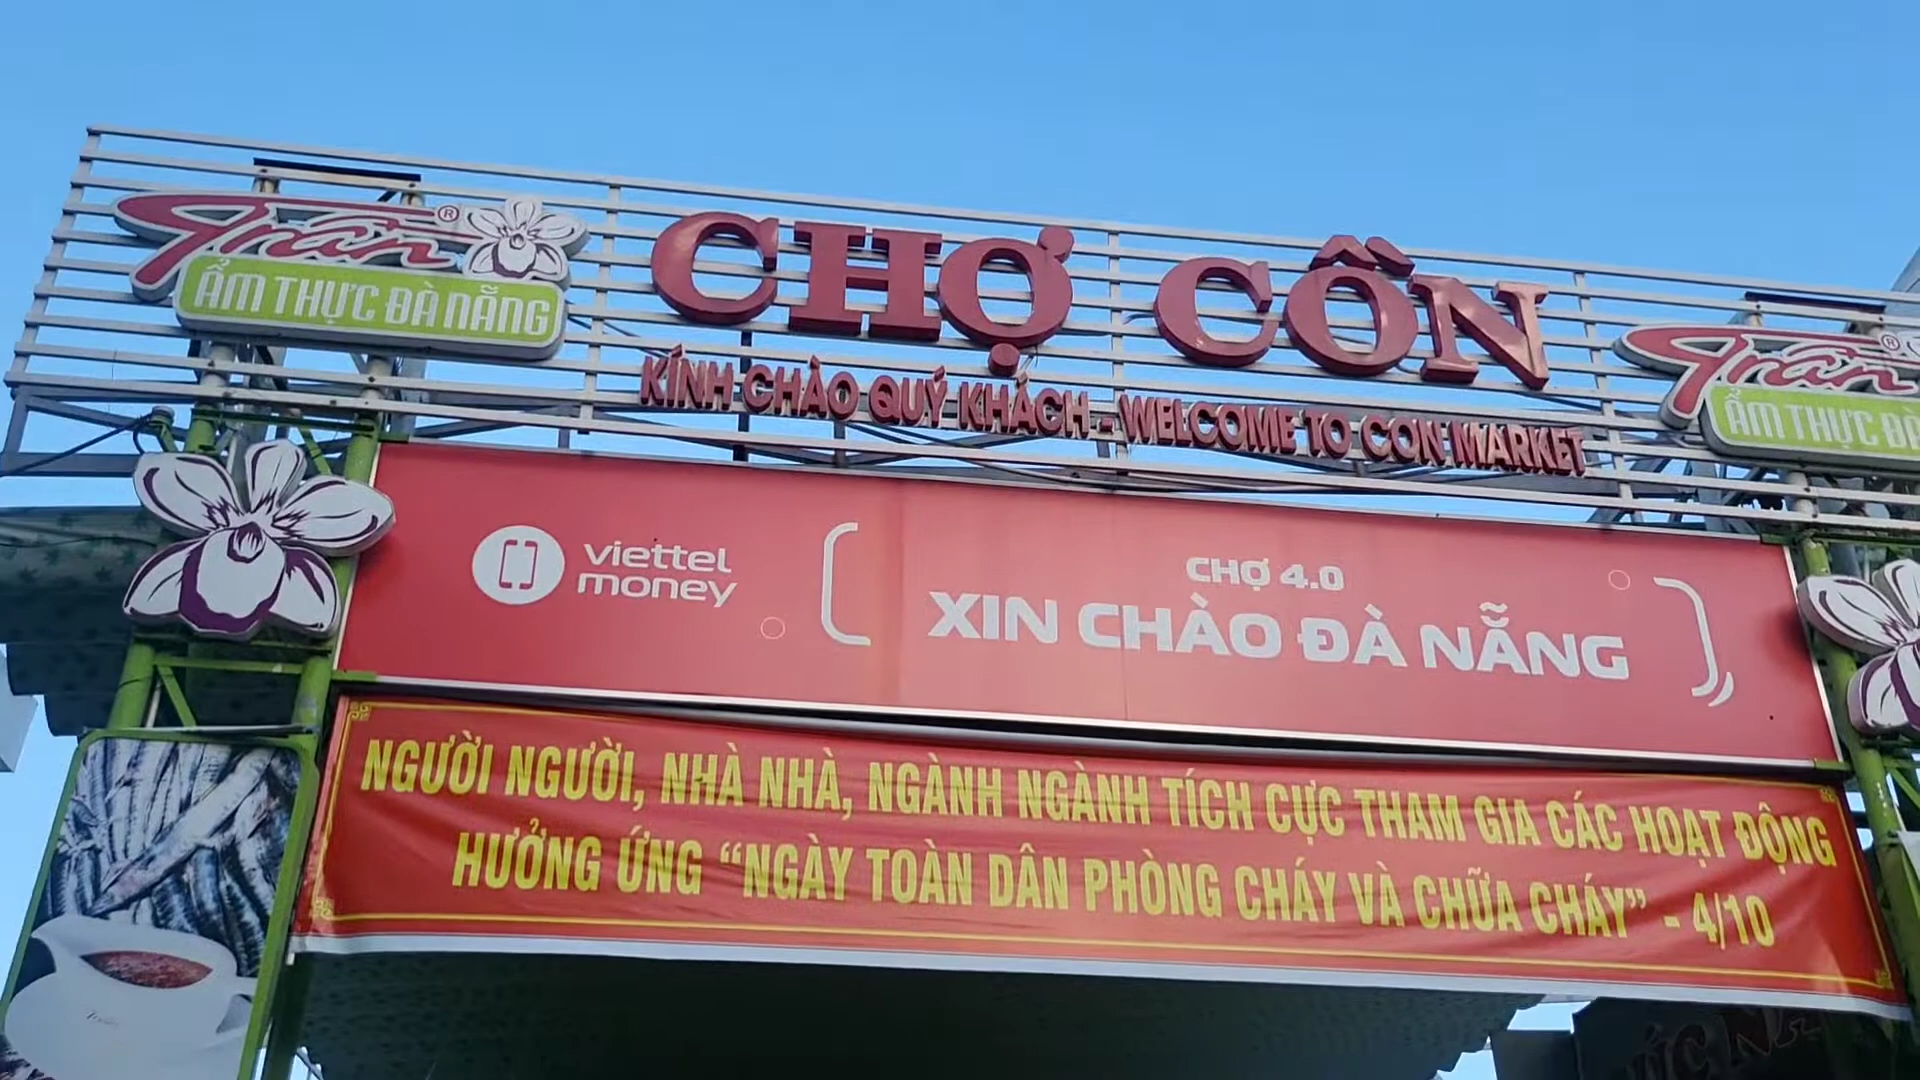 Trần®
ẨM THỰC ĐÀ NẴNG
CHỢ CỒN
KÍNH CHÀO QUÝ KHÁCH - WELCOME TO CON MARKET
Trần®
ẨM THỰC ĐÀ
viettel
money
CHỢ 4.0
XIN CHÀO ĐÀ NẴNG
NGƯỜI NGƯỜI, NHÀ NHÀ, NGÀNH NGÀNH TÍCH CỰC THAM GIA CÁC HOẠT ĐỘNG
HƯỞNG ỨNG “NGÀY TOÀN DÂN PHÒNG CHÁY VÀ CHỮA CHÁY” - 4/10